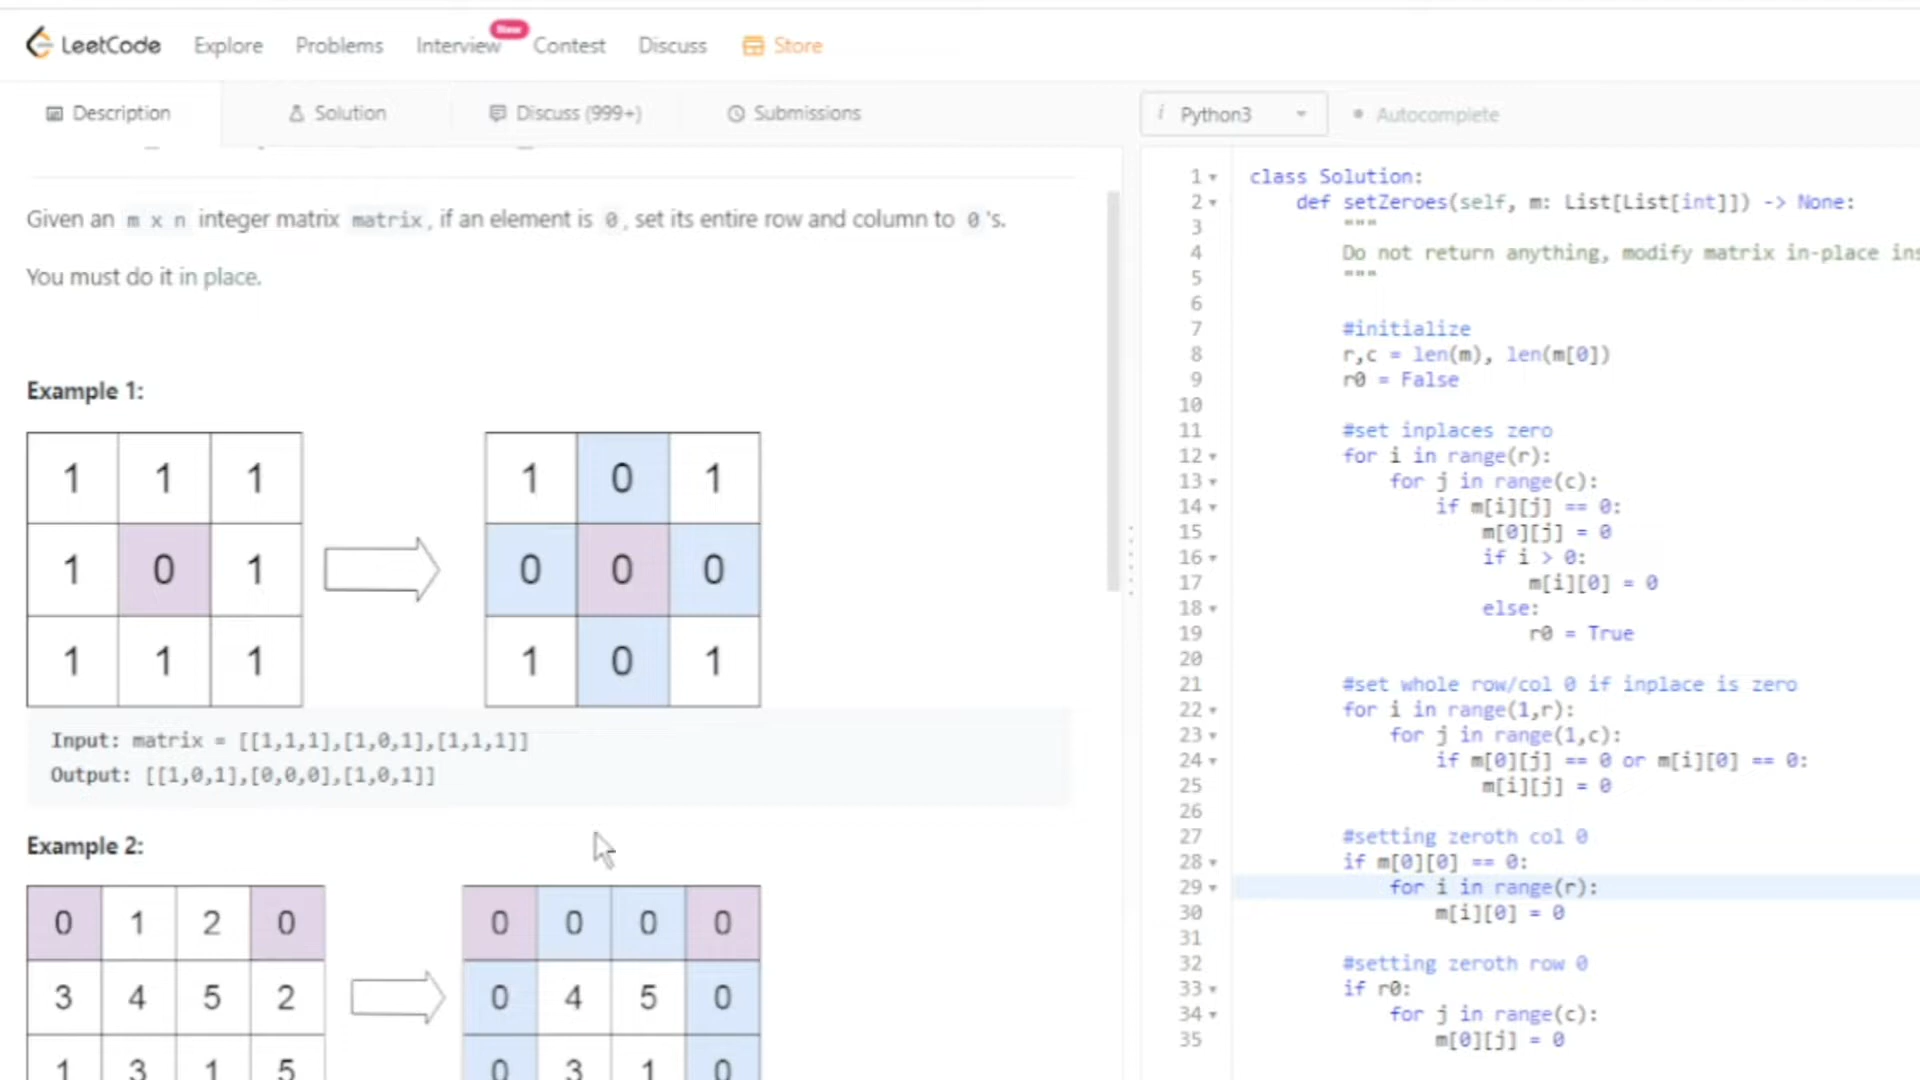 LeetCode Explore Problems Interview New Contest Discuss Store
Description Solution Discuss (999+) Submissions
Given an m x n integer matrix matrix, if an element is 0, set its entire row and column to 0's.
You must do it in place.
Example 1:
1 1 1 1 0 1
1 0 1 0 0 0
1 1 1 1 0 1
Input: matrix = [[1,1,1],[1,0,1],[1,1,1]]
Output: [[1,0,1],[0,0,0],[1,0,1]]
Example 2:
0 1 2 0 0 0 0 0
3 4 5 2 0 4 5 0
1 3 1 5 0 3 1 0
i Python3 Autocomplete
1 class Solution:
2 def setZeroes(self, m: List[List[int]]) -> None:
3 """
4 Do not return anything, modify matrix in-place ins
5 """
6
7 #initialize
8 r,c = len(m), len(m[0])
9 r0 = False
10
11 #set inplaces zero
12 for i in range(r):
13 for j in range(c):
14 if m[i][j] == 0:
15 m[0][j] = 0
16 if i > 0:
17 m[i][0] = 0
18 else:
19 r0 = True
20
21 #set whole row/col 0 if inplace is zero
22 for i in range(1,r):
23 for j in range(1,c):
24 if m[0][j] == 0 or m[i][0] == 0:
25 m[i][j] = 0
26
27 #setting zeroth col 0
28 if m[0][0] == 0:
29 for i in range(r):
30 m[i][0] = 0
31
32 #setting zeroth row 0
33 if r0:
34 for j in range(c):
35 m[0][j] = 0